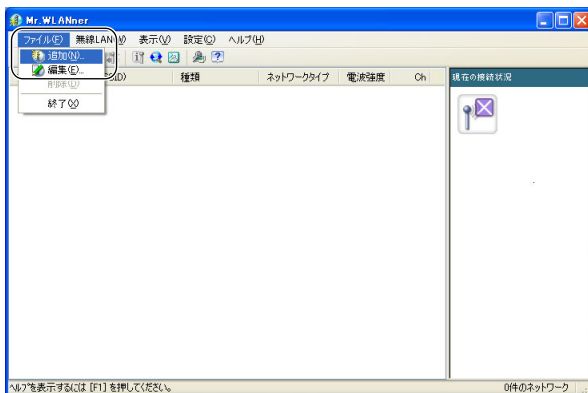 Mr.WLANner
ファイル(F) 無線LAN(W) 表示(V) 設定(C) ヘルプ(H)
追加(N)...
編集(E)...
削除(D)
終了(X)
SSID) 種類 ネットワークタイプ 電波強度 Ch
現在の接続状況
ヘルプを表示するには [F1] を押してください。 0件のネットワーク